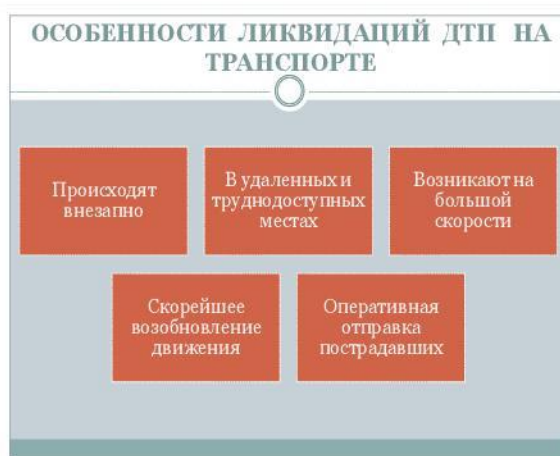 ОСОБЕННОСТИ ЛИКВИДАЦИЙ ДТП НА
ТРАНСПОРТЕ
Происходят
внезапно
В удаленных и
труднодоступных
местах
Возникают на
большой
скорости
Скорейшее
возобновление
движения
Оперативная
отправка
пострадавших